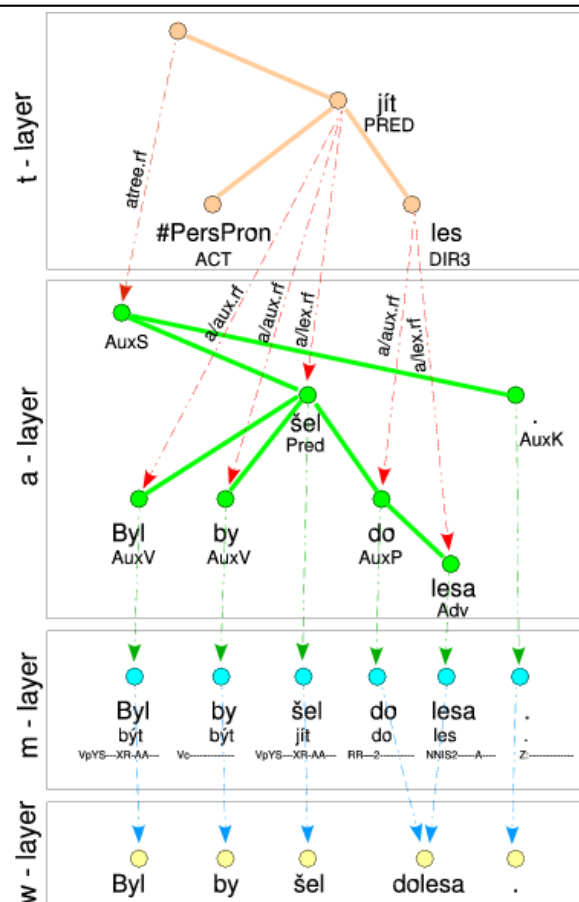 t - layer
jít
PRED
atree.rf
#PersPron
ACT
les
DIR3
a/aux.rf
a/aux.rf
a/lex.rf
a/aux.rf
a/lex.rf
a - layer
AuxS
šel
Pred
.
AuxK
Byl
AuxV
by
AuxV
do
AuxP
lesa
Adv
m - layer
Byl by šel do lesa .
být být jít do les .
VpYS---XR-AA--- Vc------------- VpYS---XR-AA--- RR--2---------- NNIS2-----A---- Z:-------------
w - layer
Byl by šel dolesa .